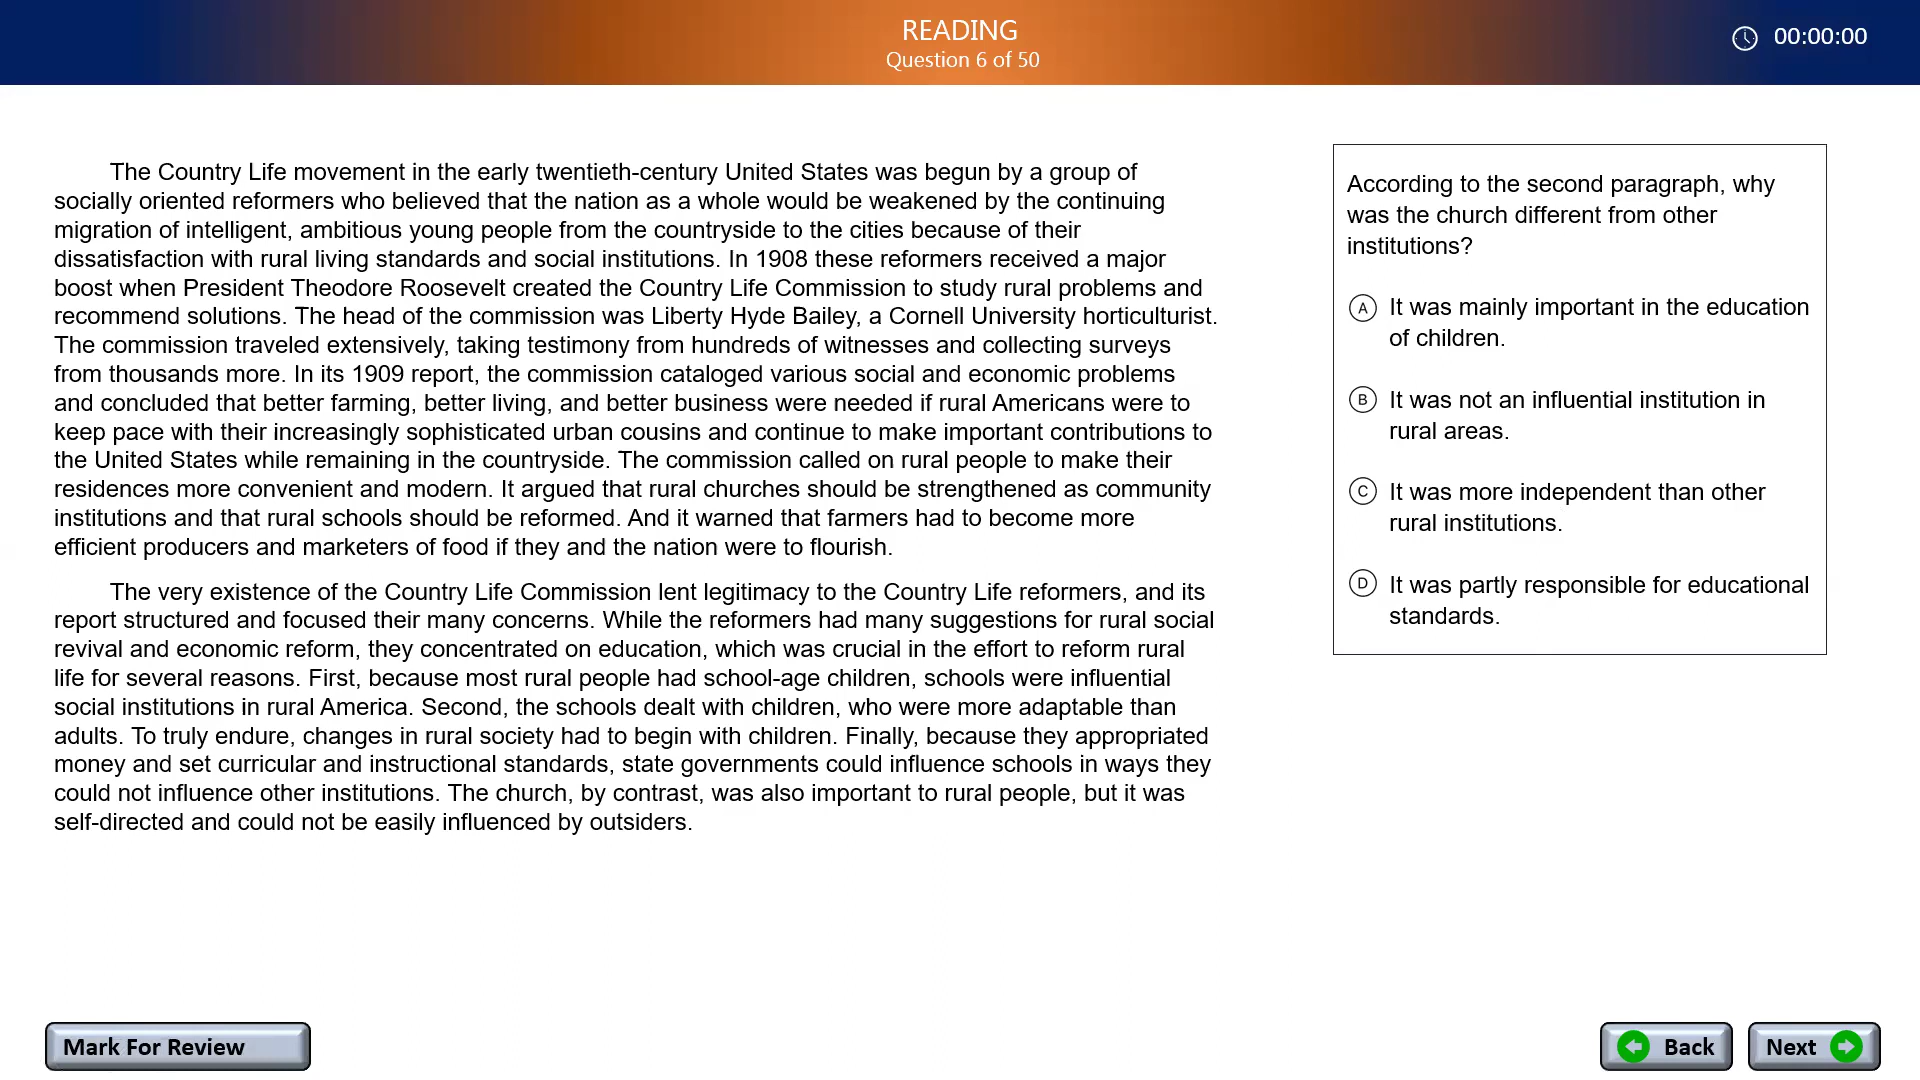 READING
Question 6 of 50
00:00:00
The Country Life movement in the early twentieth-century United States was begun by a group of
socially oriented reformers who believed that the nation as a whole would be weakened by the continuing
migration of intelligent, ambitious young people from the countryside to the cities because of their
dissatisfaction with rural living standards and social institutions. In 1908 these reformers received a major
boost when President Theodore Roosevelt created the Country Life Commission to study rural problems and
recommend solutions. The head of the commission was Liberty Hyde Bailey, a Cornell University horticulturist.
The commission traveled extensively, taking testimony from hundreds of witnesses and collecting surveys
from thousands more. In its 1909 report, the commission cataloged various social and economic problems
and concluded that better farming, better living, and better business were needed if rural Americans were to
keep pace with their increasingly sophisticated urban cousins and continue to make important contributions to
the United States while remaining in the countryside. The commission called on rural people to make their
residences more convenient and modern. It argued that rural churches should be strengthened as community
institutions and that rural schools should be reformed. And it warned that farmers had to become more
efficient producers and marketers of food if they and the nation were to flourish.
The very existence of the Country Life Commission lent legitimacy to the Country Life reformers, and its
report structured and focused their many concerns. While the reformers had many suggestions for rural social
revival and economic reform, they concentrated on education, which was crucial in the effort to reform rural
life for several reasons. First, because most rural people had school-age children, schools were influential
social institutions in rural America. Second, the schools dealt with children, who were more adaptable than
adults. To truly endure, changes in rural society had to begin with children. Finally, because they appropriated
money and set curricular and instructional standards, state governments could influence schools in ways they
could not influence other institutions. The church, by contrast, was also important to rural people, but it was
self-directed and could not be easily influenced by outsiders.
According to the second paragraph, why
was the church different from other
institutions?
A It was mainly important in the education
of children.
B It was not an influential institution in
rural areas.
C It was more independent than other
rural institutions.
D It was partly responsible for educational
standards.
Mark For Review
Back
Next